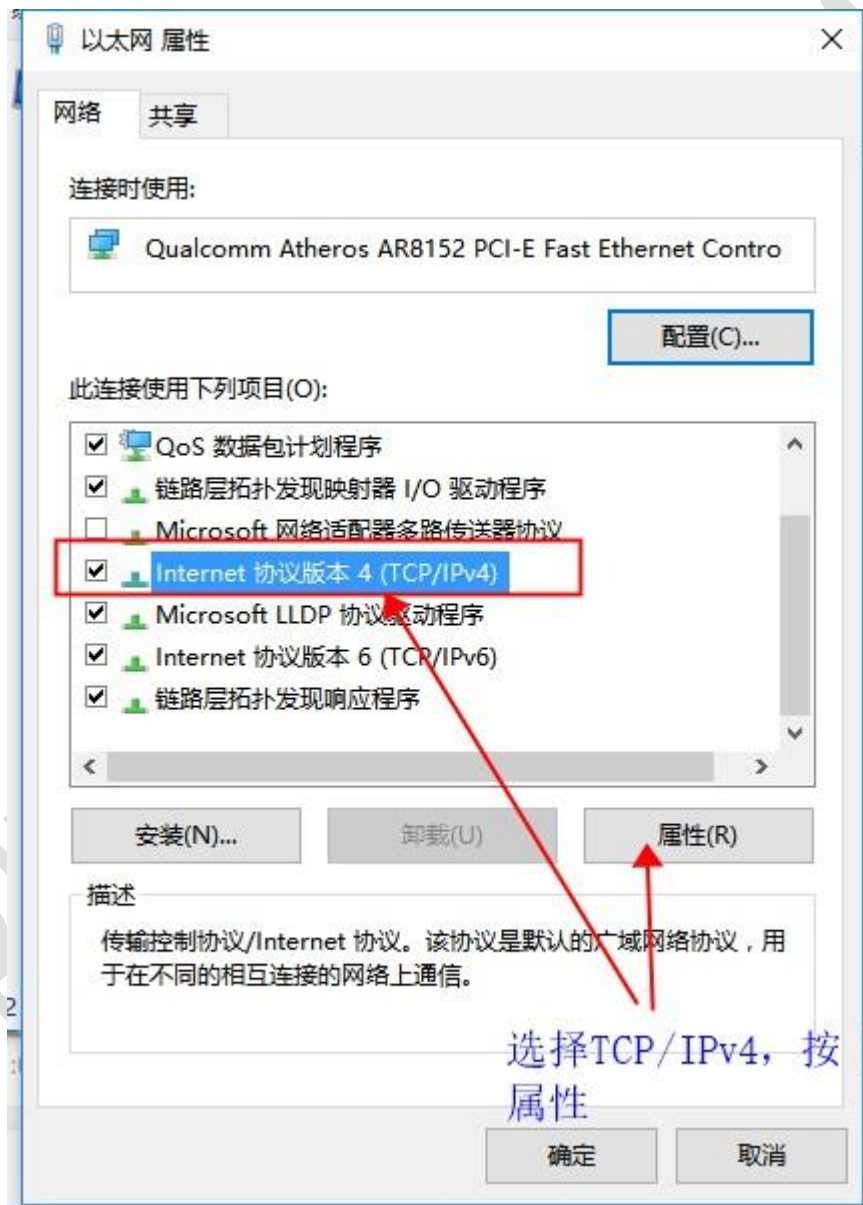 以太网 属性
网络
共享
连接时使用:
Qualcomm Atheros AR8152 PCI-E Fast Ethernet Contro
配置(C)...
此连接使用下列项目(O):
QoS 数据包计划程序
链路层拓扑发现映射器 I/O 驱动程序
Microsoft 网络适配器多路传送器协议
Internet 协议版本 4 (TCP/IPv4)
Microsoft LLDP 协议驱动程序
Internet 协议版本 6 (TCP/IPv6)
链路层拓扑发现响应程序
安装(N)...
卸载(U)
属性(R)
描述
传输控制协议/Internet 协议。该协议是默认的广域网络协议，用
于在不同的相互连接的网络上通信。
选择TCP/IPv4，按
属性
确定
取消